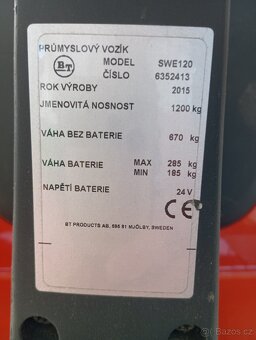 PRŮMYSLOVÝ VOZÍK
BT MODEL SWE120
ČÍSLO 6352413
ROK VÝROBY 2015
JMENOVITÁ NOSNOST 1200 kg
VÁHA BEZ BATERIE 670 kg
VÁHA BATERIE MAX 285 kg
MIN 185 kg
NAPĚTÍ BATERIE 24 V
CE
BT PRODUCTS AB, 595 81 MJÖLBY, SWEDEN
Bazoš.cz